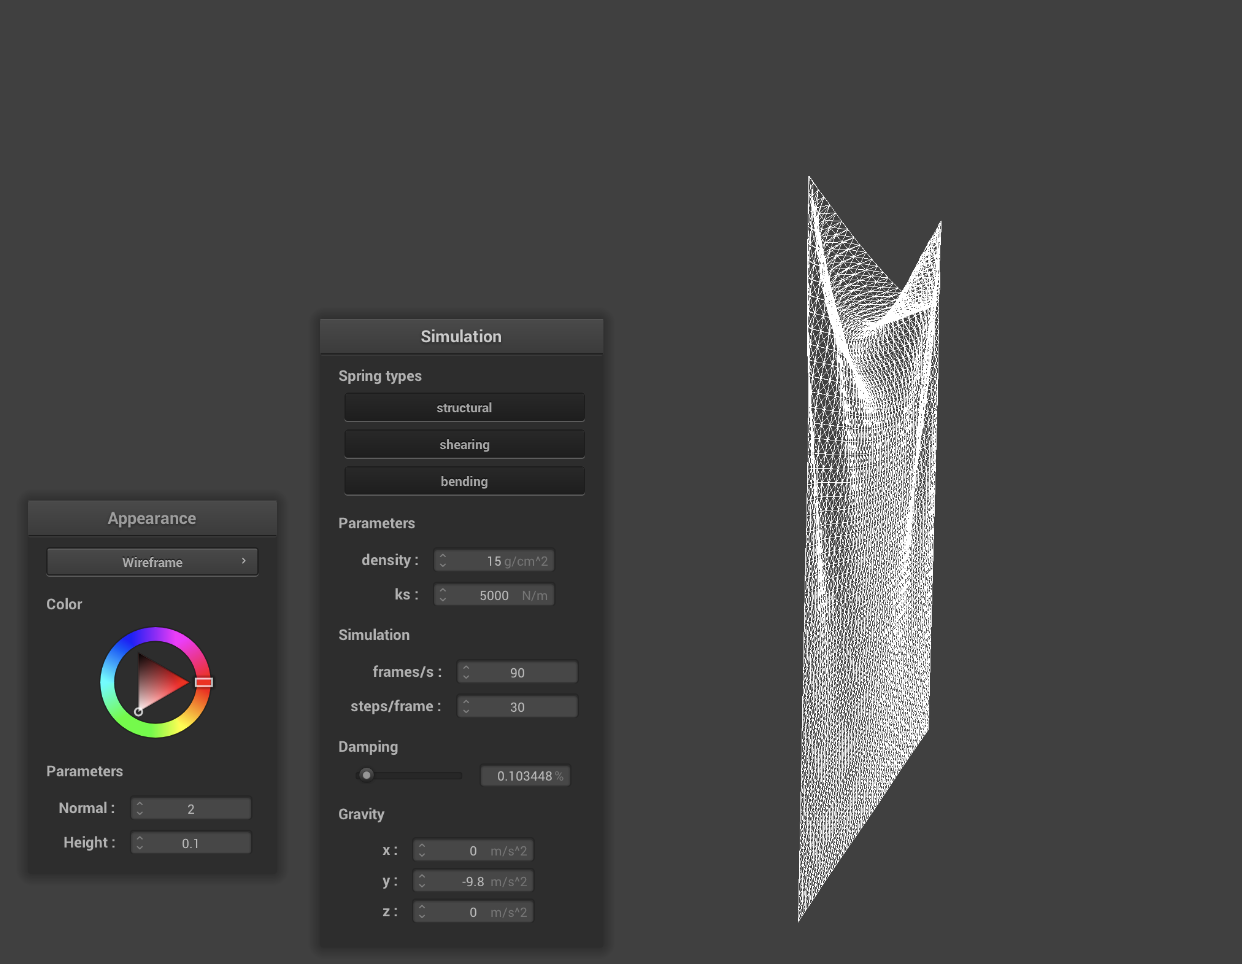 Simulation
Spring types
structural
shearing
bending
Parameters
density : 15 g/cm^2
ks : 5000 N/m
Simulation
frames/s : 90
steps/frame : 30
Damping
0.103448 %
Gravity
x : 0 m/s^2
y : -9.8 m/s^2
z : 0 m/s^2
Appearance
Wireframe
Color
Parameters
Normal : 2
Height : 0.1